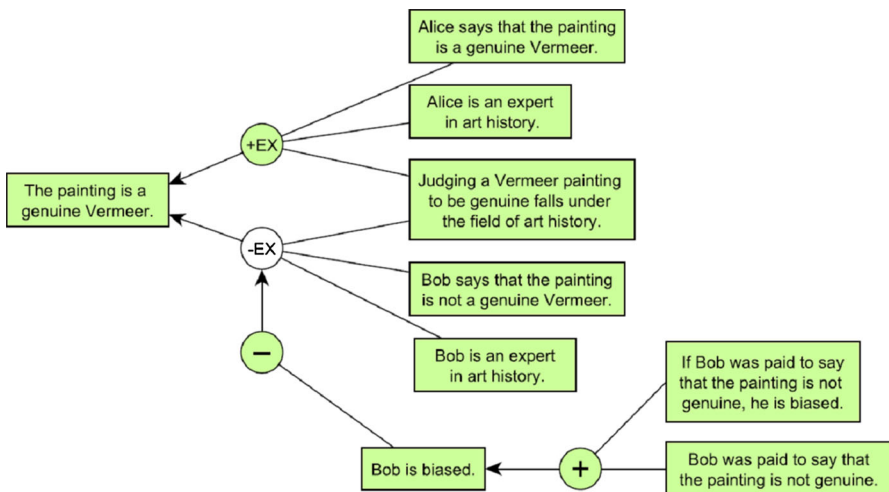 Alice says that the painting
is a genuine Vermeer.
Alice is an expert
in art history.
+EX
The painting is a
genuine Vermeer.
Judging a Vermeer painting
to be genuine falls under
the field of art history.
-EX
Bob says that the painting
is not a genuine Vermeer.
−
Bob is an expert
in art history.
If Bob was paid to say
that the painting is not
genuine, he is biased.
Bob is biased.
+
Bob was paid to say that
the painting is not genuine.